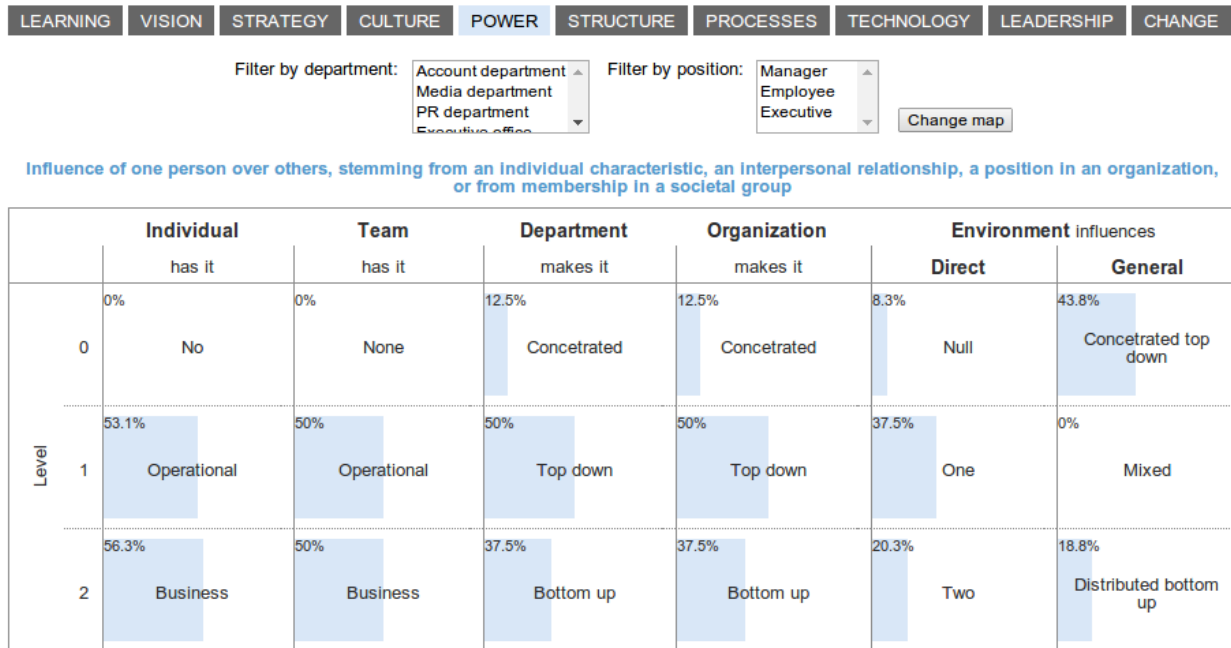 LEARNING VISION STRATEGY CULTURE POWER STRUCTURE PROCESSES TECHNOLOGY LEADERSHIP CHANGE
Filter by department: Account department Filter by position: Manager
Media department Employee
PR department Executive
Executive office Change map
Influence of one person over others, stemming from an individual characteristic, an interpersonal relationship, a position in an organization,
or from membership in a societal group
Individual Team Department Organization Environment influences
has it has it makes it makes it Direct General
0% 0% 12.5% 12.5% 8.3% 43.8%
0 No None Concetrated Concetrated Null Concetrated top
down
53.1% 50% 50% 50% 37.5% 0%
Level 1 Operational Operational Top down Top down One Mixed
56.3% 50% 37.5% 37.5% 20.3% 18.8%
2 Business Business Bottom up Bottom up Two Distributed bottom
up